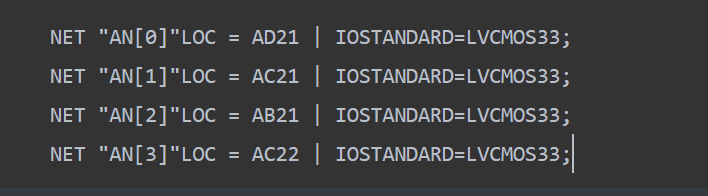 NET "AN[0]"LOC = AD21 | IOSTANDARD=LVCMOS33;
NET "AN[1]"LOC = AC21 | IOSTANDARD=LVCMOS33;
NET "AN[2]"LOC = AB21 | IOSTANDARD=LVCMOS33;
NET "AN[3]"LOC = AC22 | IOSTANDARD=LVCMOS33;